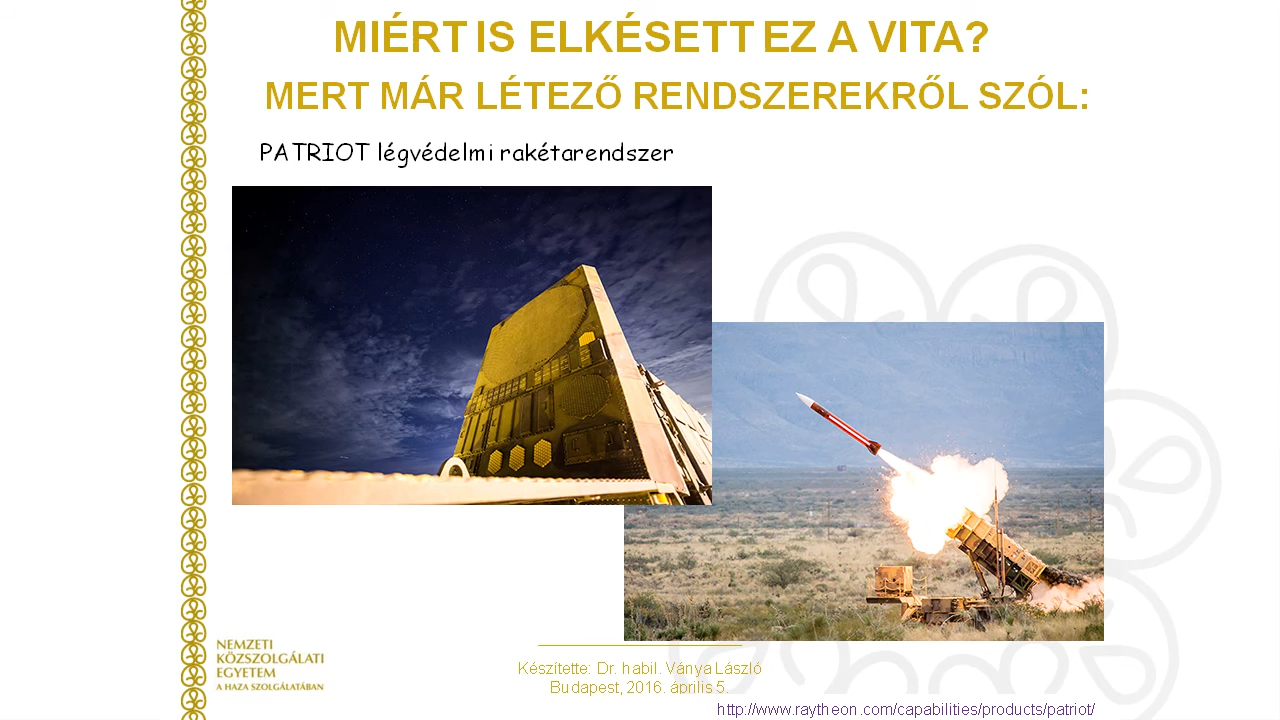 MIÉRT IS ELKÉSETT EZ A VITA?
MERT MÁR LÉTEZŐ RENDSZEREKRŐL SZÓL:
PATRIOT légvédelmi rakétarendszer
NEMZETI
KÖZSZOLGÁLATI
EGYETEM
A HAZA SZOLGÁLATÁBAN
Készítette: Dr. habil. Ványa László
Budapest, 2016. április 5.
http://www.raytheon.com/capabilities/products/patriot/